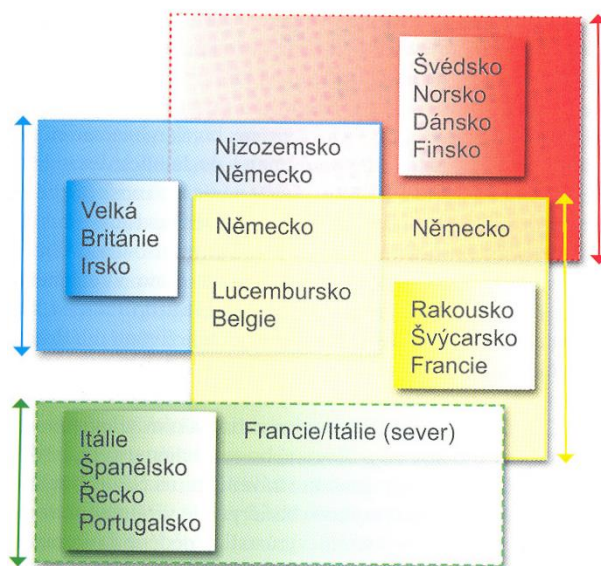 Švédsko
Norsko
Dánsko
Finsko
Nizozemsko
Německo
Velká
Británie
Irsko
Německo
Německo
Lucembursko
Belgie
Rakousko
Švýcarsko
Francie
Francie/Itálie (sever)
Itálie
Španělsko
Řecko
Portugalsko